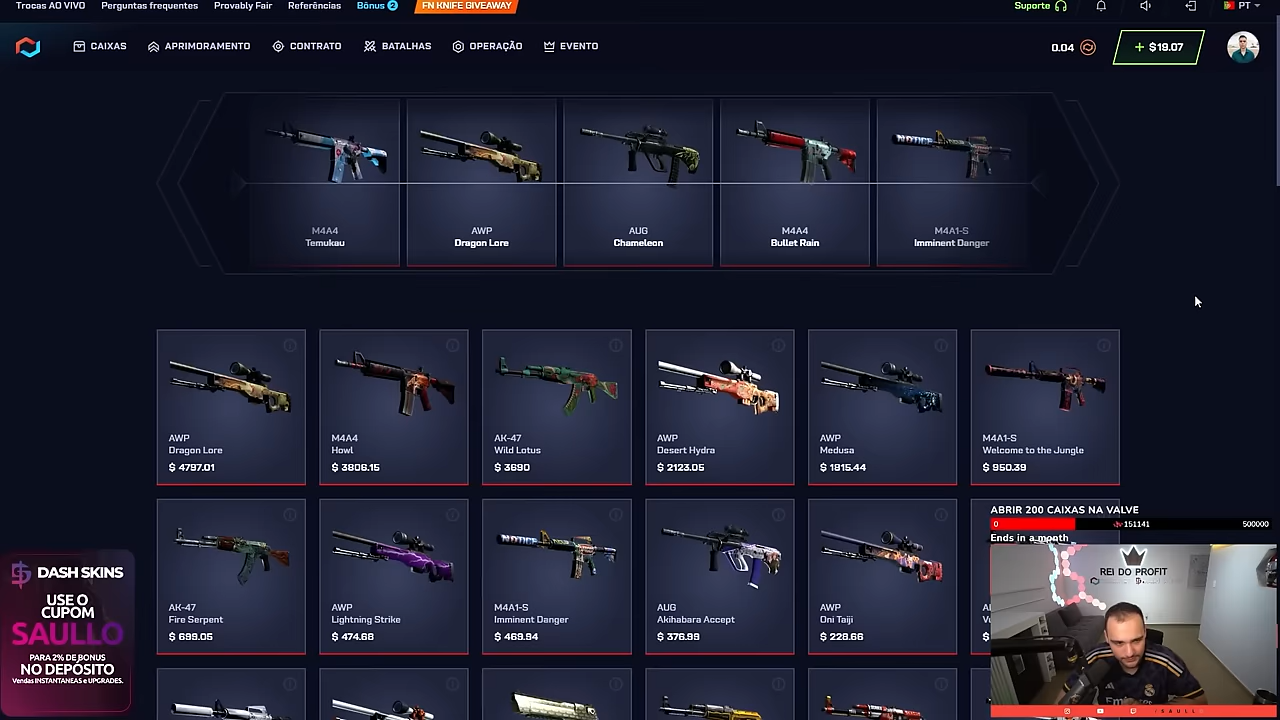 Trocas AO VIVO
Perguntas frequentes
Provably Fair
Referências
Bônus 2
FN KNIFE GIVEAWAY
Suporte
PT
CAIXAS
APRIMORAMENTO
CONTRATO
BATALHAS
OPERAÇÃO
EVENTO
0.04
+ $19.07
M4A4
Temukau
AWP
Dragon Lore
AUG
Chameleon
M4A4
Bullet Rain
M4A1-S
Imminent Danger
AWP
Dragon Lore
$ 4797.01
M4A4
Howl
$ 3806.15
AK-47
Wild Lotus
$ 3690
AWP
Desert Hydra
$ 2123.05
AWP
Medusa
$ 1915.44
M4A1-S
Welcome to the Jungle
$ 950.39
AK-47
Fire Serpent
$ 699.05
AWP
Lightning Strike
$ 474.66
M4A1-S
Imminent Danger
$ 469.94
AUG
Akihabara Accept
$ 376.99
AWP
Oni Taiji
$ 228.66
ABRIR 200 CAIXAS NA VALVE
0
151141
500000
Ends in a month
REI DO PROFIT
SAULL
DASH SKINS
USE O
CUPOM
SAULLO
PARA 2% DE BONUS
NO DEPÓSITO
Vendas INSTANTANEAS e UPGRADES.